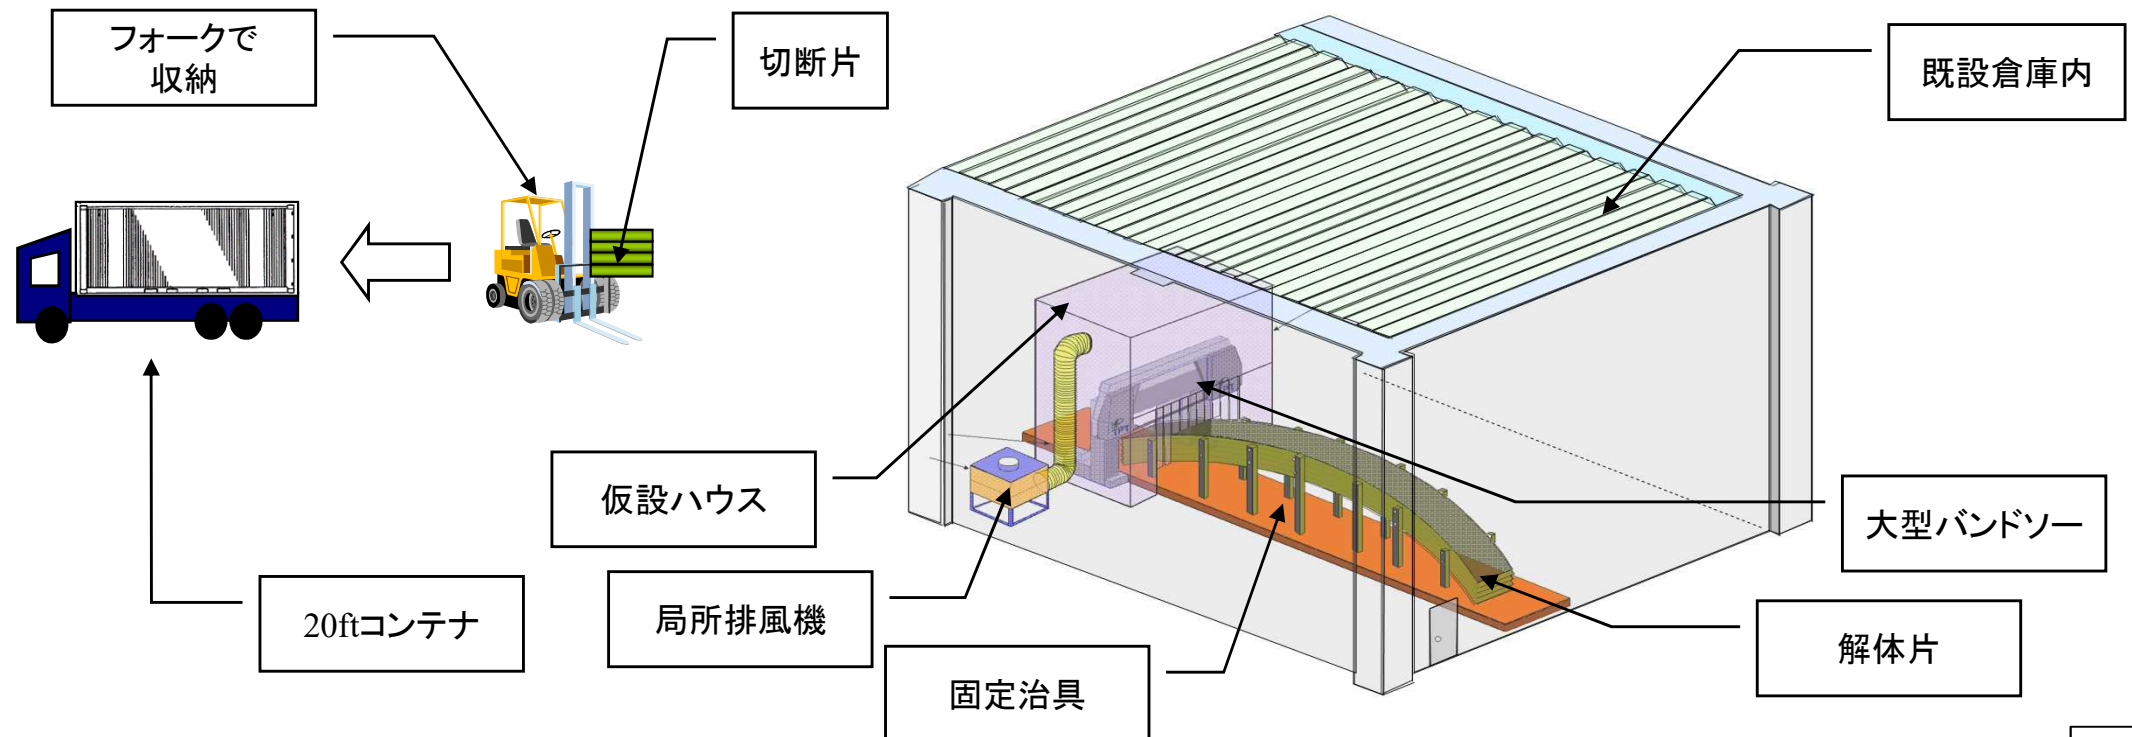 フォークで
収納
切断片
既設倉庫内
仮設ハウス
大型バンドソー
20ftコンテナ
局所排風機
固定治具
解体片